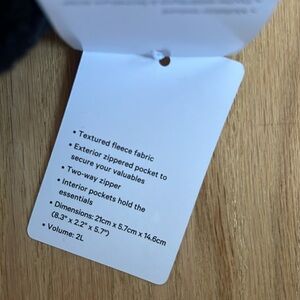 • Textured fleece fabric
• Exterior zippered pocket to
secure your valuables
• Two-way zipper
• Interior pockets hold the
essentials
• Dimensions: 21cm x 5.7cm x 14.6cm
(8.3" x 2.2" x 5.7")
• Volume: 2L